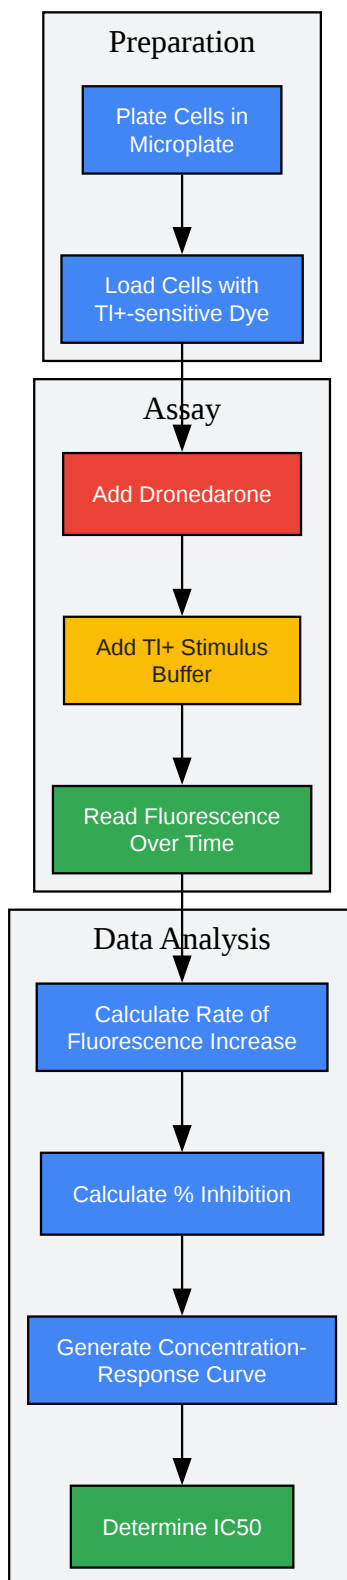 Preparation
Plate Cells in
Microplate
Load Cells with
Tl+-sensitive Dye
Assay
Add Dronedarone
Add Tl+ Stimulus
Buffer
Read Fluorescence
Over Time
Data Analysis
Calculate Rate of
Fluorescence Increase
Calculate % Inhibition
Generate Concentration-
Response Curve
Determine IC50